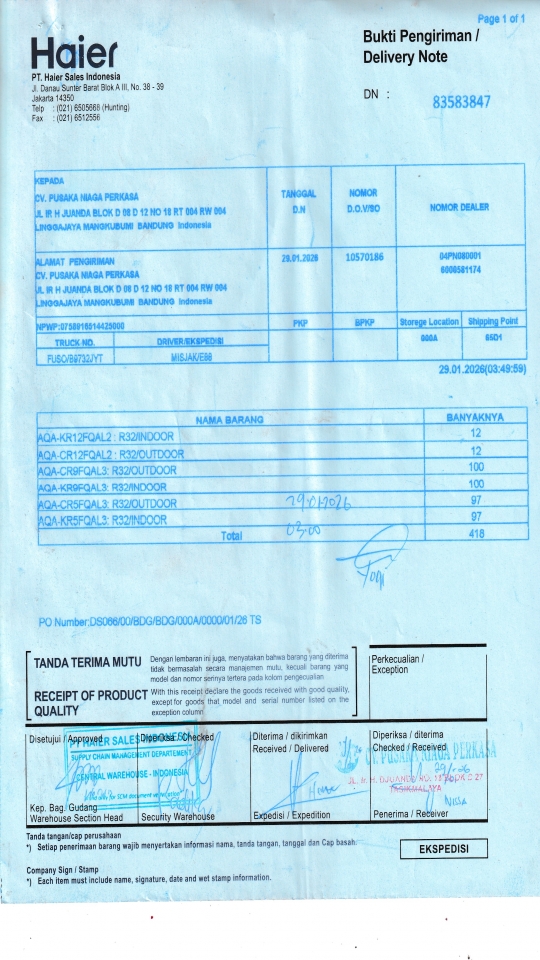 Page 1 of 1
Haier
Bukti Pengiriman /
Delivery Note
PT. Haier Sales Indonesia
Jl. Danau Sunter Barat Blok A III, No. 38 - 39
Jakarta 14350
Telp : (021) 6505668 (Hunting)
Fax : (021) 6512556
DN : 83583847
KEPADA
CV. PUSAKA NIAGA PERKASA
JL IR H JUANDA BLOK D 08 D 12 NO 18 RT 004 RW 004
LINGGAJAYA MANGKUBUMI BANDUNG Indonesia
TANGGAL
D.N
NOMOR
D.O.V/SO
NOMOR DEALER
ALAMAT PENGIRIMAN
CV. PUSAKA NIAGA PERKASA
JL IR H JUANDA BLOK D 08 D 12 NO 18 RT 004 RW 004
LINGGAJAYA MANGKUBUMI BANDUNG Indonesia
29.01.2026
10570186
04PN080001
6000581174
NPWP:0758916514425000
PKP
BPKP
Storege Location
Shipping Point
TRUCK-NO.
DRIVER/EKSPEDISI
000A
65D1
FUSO/B9732JYT
MISJAK/E86
29.01.2026(03:49:59)
NAMA BARANG
BANYAKNYA
AQA-KR12FQAL2 : R32/INDOOR 12
AQA-CR12FQAL2 : R32/OUTDOOR 12
AQA-CR9FQAL3: R32/OUTDOOR 100
AQA-KR9FQAL3: R32/INDOOR 100
AQA-CR5FQAL3: R32/OUTDOOR 97
AQA-KR5FQAL3: R32/INDOOR 97
Total 418
29/01-2026
03:00
PO Number:DS066/00/BDG/BDG/000A/0000/01/26 TS
TANDA TERIMA MUTU
Dengan lembaran ini juga, menyatakan bahwa barang yang diterima
tidak bermasalah secara manajemen mutu, kecuali barang yang
model dan nomor serinya tertera pada kolom pengecualian
RECEIPT OF PRODUCT
QUALITY
With this receipt declare the goods received with good quality,
except for goods that model and serial number listed on the
exception column
Perkecualian /
Exception
Disetujui / Approved
Diperiksa / Checked
Diterima / dikirimkan
Received / Delivered
Diperiksa / diterima
Checked / Received
PT HAIER SALES INDONESIA
SUPPLY CHAIN MANAGEMENT DEPARTEMENT
CENTRAL WAREHOUSE - INDONESIA
CV. PUSAKA NIAGA PERKASA
TASIKMALAYA
Nissa
Kep. Bag. Gudang
Warehouse Section Head
Security Warehouse
Expedisi / Expedition
Penerima / Receiver
Tanda tangan/cap perusahaan
*) Setiap penerimaan barang wajib menyertakan informasi nama, tanda tangan, tanggal dan Cap basah.
EKSPEDISI
Company Sign / Stamp
*) Each item must include name, signature, date and wet stamp information.